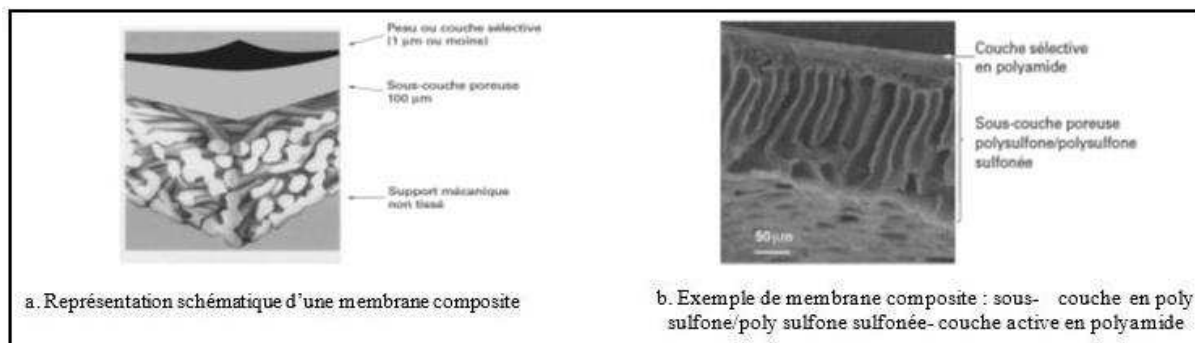 Peau ou couche sélective
(1 µm ou moins)
Sous-couche poreuse
100 µm
Support mécanique
non tissé
a. Représentation schématique d’une membrane composite
Couche sélective
en polyamide
Sous-couche poreuse
polysulfone/polysulfone
sulfonée
50µm
b. Exemple de membrane composite : sous- couche en poly
sulfone/poly sulfone sulfonée- couche active en polyamide